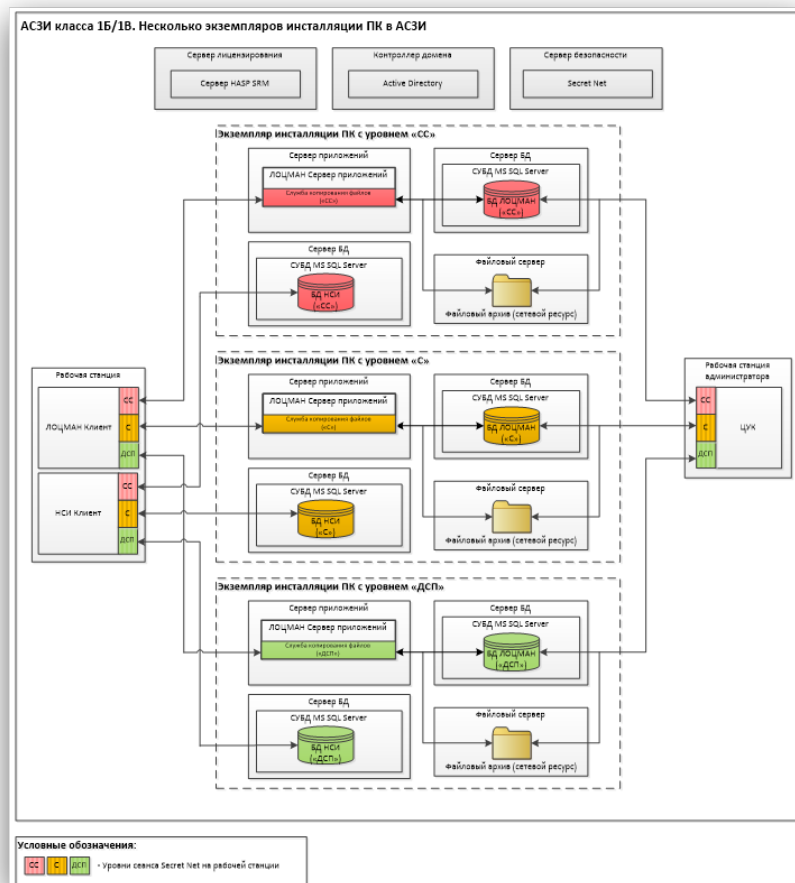 АСЗИ класса 1Б/1В. Несколько экземпляров инсталляции ПК в АСЗИ
Сервер лицензирования
Сервер HASP SRM
Контроллер домена
Active Directory
Сервер безопасности
Secret Net
Экземпляр инсталляции ПК с уровнем «СС»
Сервер приложений
ЛОЦМАН Сервер приложений
Служба копирования файлов
(«СС»)
Сервер БД
СУБД MS SQL Server
БД ЛОЦМАН
(«СС»)
Сервер БД
СУБД MS SQL Server
БД НСИ
(«СС»)
Файловый сервер
Файловый архив (сетевой ресурс)
Рабочая станция
ЛОЦМАН Клиент
СС
С
ДСП
НСИ Клиент
СС
С
ДСП
Экземпляр инсталляции ПК с уровнем «С»
Сервер приложений
ЛОЦМАН Сервер приложений
Служба копирования файлов
(«С»)
Сервер БД
СУБД MS SQL Server
БД ЛОЦМАН
(«С»)
Сервер БД
СУБД MS SQL Server
БД НСИ
(«С»)
Файловый сервер
Файловый архив (сетевой ресурс)
Рабочая станция
администратора
СС
С
ДСП
ЦУК
Экземпляр инсталляции ПК с уровнем «ДСП»
Сервер приложений
ЛОЦМАН Сервер приложений
Служба копирования файлов
(«ДСП»)
Сервер БД
СУБД MS SQL Server
БД ЛОЦМАН
(«ДСП»)
Сервер БД
СУБД MS SQL Server
БД НСИ
(«ДСП»)
Файловый сервер
Файловый архив (сетевой ресурс)
Условные обозначения:
СС С ДСП - Уровни сеанса Secret Net на рабочей станции